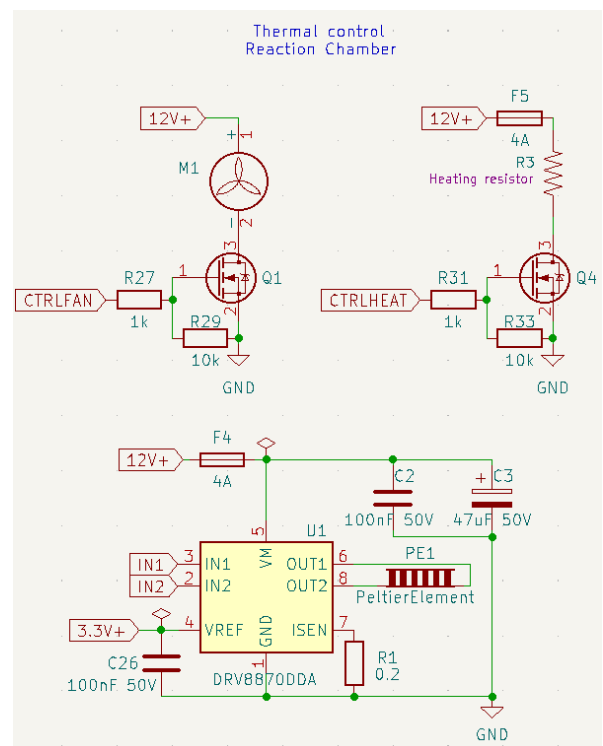 Thermal control
Reaction Chamber
12V+
+
1
M1
−
2
3
1
Q1
2
CTRLFAN
R27
1k
R29
10k
GND
F5
12V+
4A
R3
Heating resistor
3
1
Q4
2
CTRLHEAT
R31
1k
R33
10k
GND
F4
12V+
4A
C2
100nF 50V
+
C3
47uF 50V
U1
5
VM
IN1
3
IN1
OUT1
6
PE1
IN2
2
IN2
OUT2
8
PeltierElement
3.3V+
4
VREF
GND
ISEN
7
1
C26
100nF 50V
DRV8870DDA
R1
0.2
GND